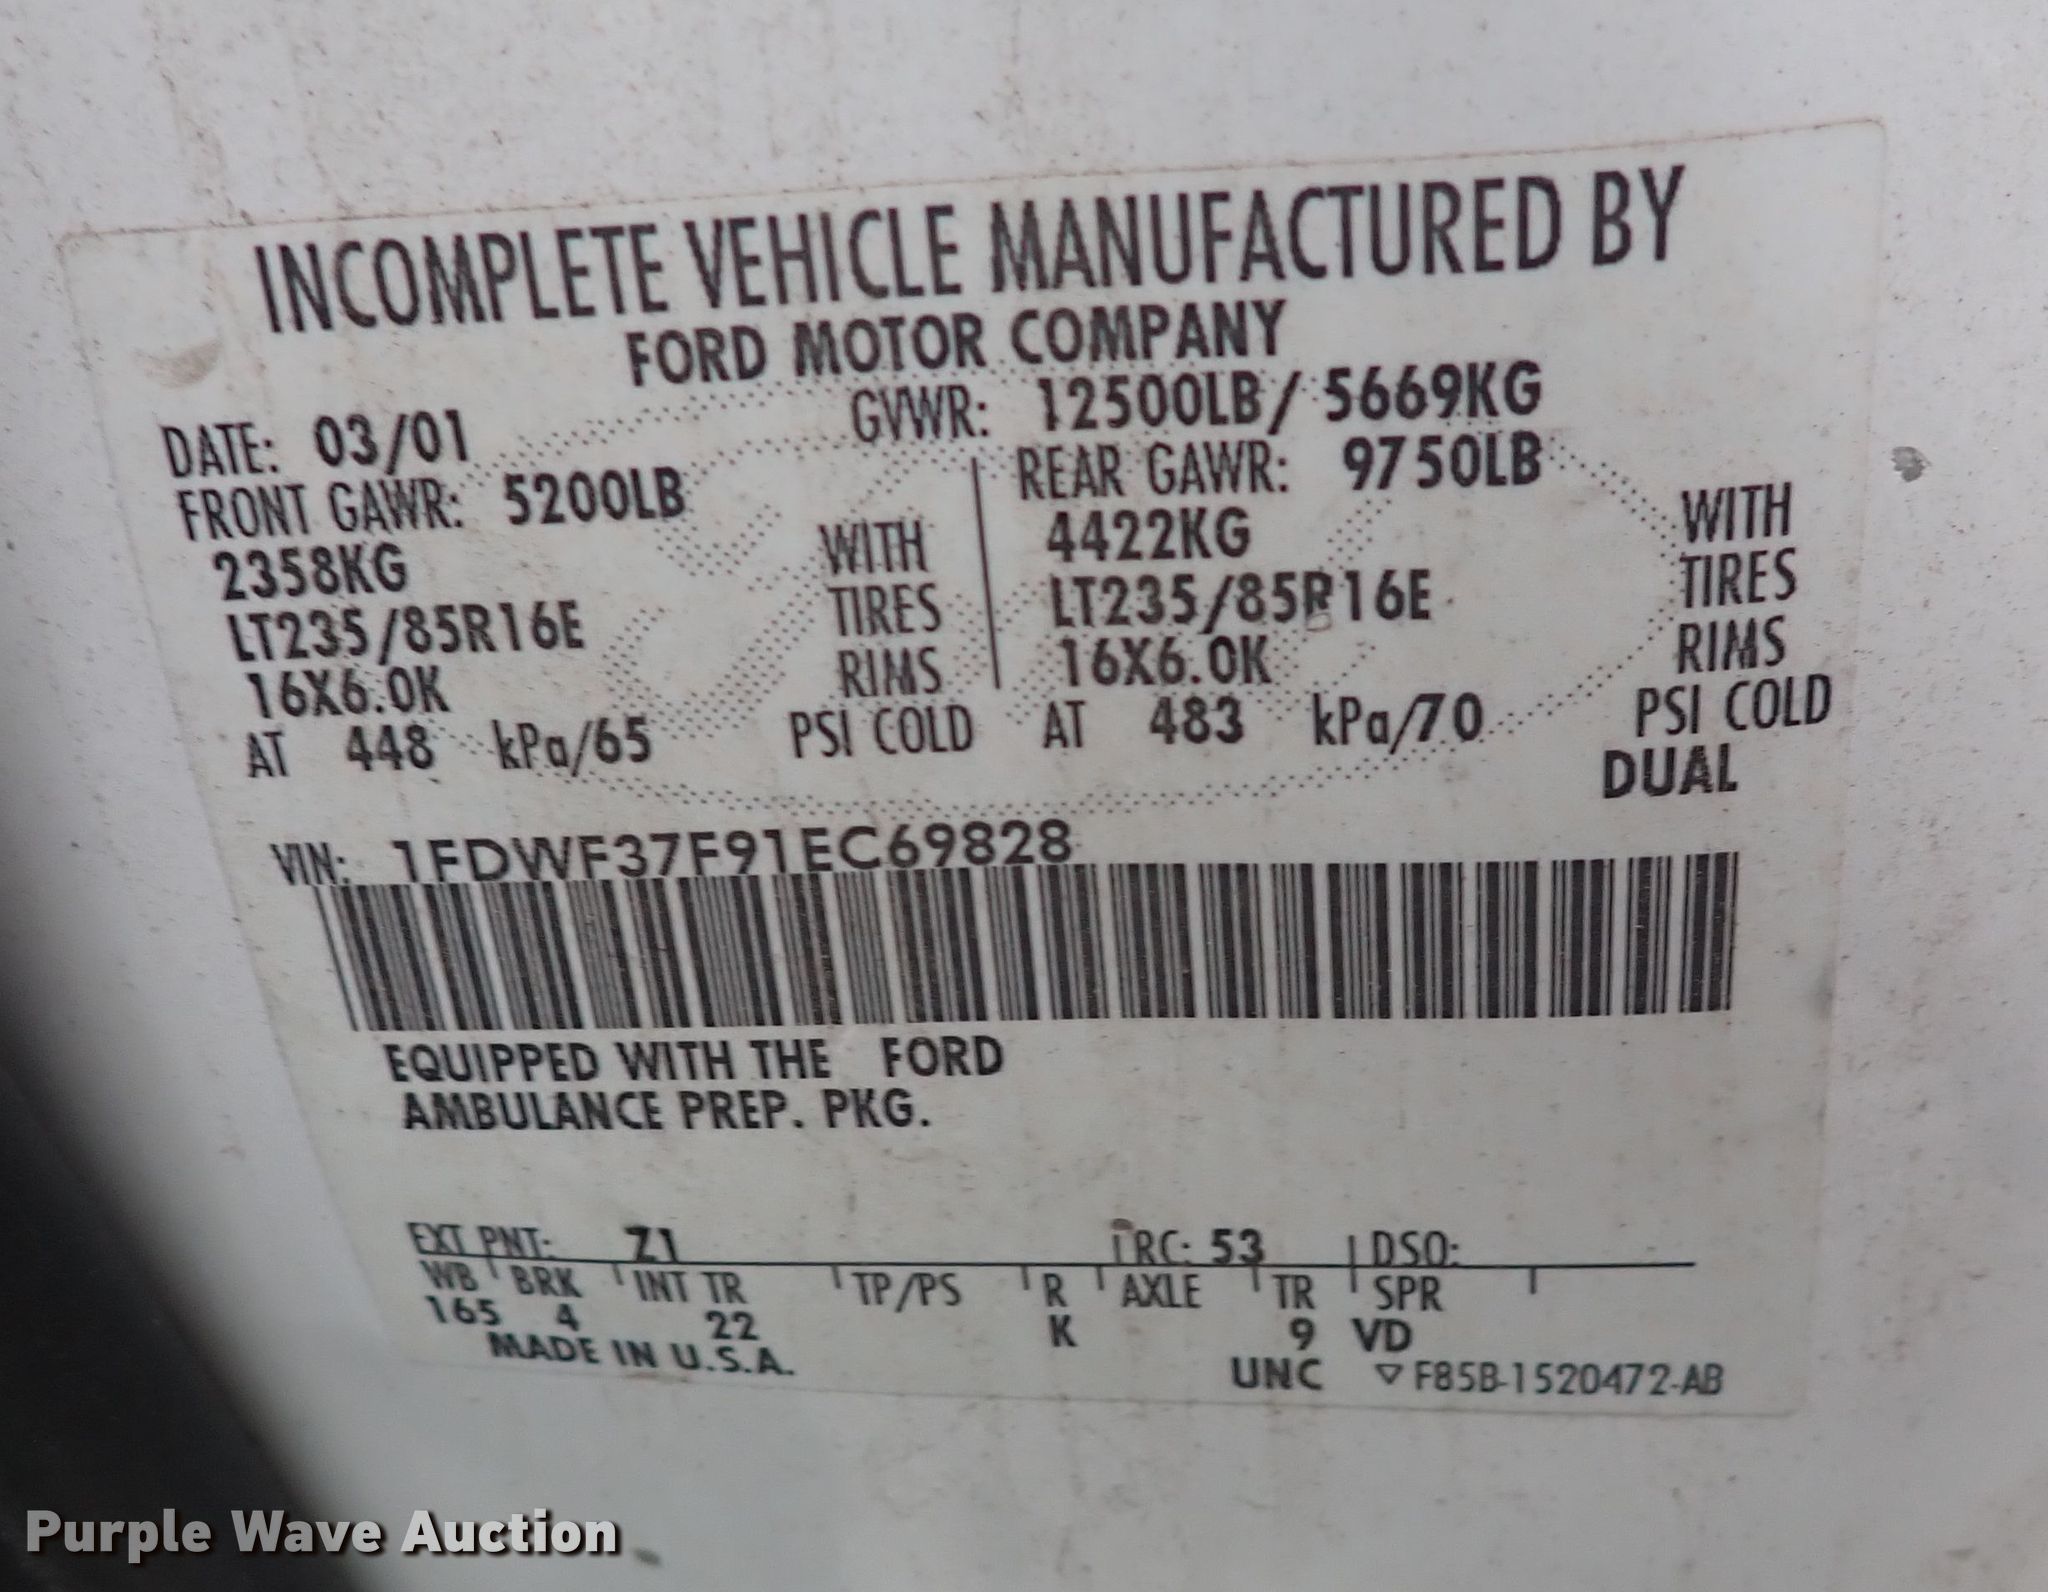 INCOMPLETE VEHICLE MANUFACTURED BY
FORD MOTOR COMPANY
DATE: 03/01 GVWR: 12500LB/ 5669KG
FRONT GAWR: 5200LB REAR GAWR: 9750LB
2358KG WITH 4422KG WITH
LT235/85R16E TIRES LT235/85R16E TIRES
16X6.0K RIMS 16X6.0K RIMS
AT 448 kPa/65 PSI COLD AT 483 kPa/70 PSI COLD
DUAL
VIN: 1FDWF37F91EC69828
EQUIPPED WITH THE FORD
AMBULANCE PREP. PKG.
EXT PNT: Z1 RC: 53 DSO:
WB BRK INT TR TP/PS R AXLE TR SPR
165 4 22 K 9 VD
MADE IN U.S.A.
UNC ▽ F85B-1520472-AB
Purple Wave Auction